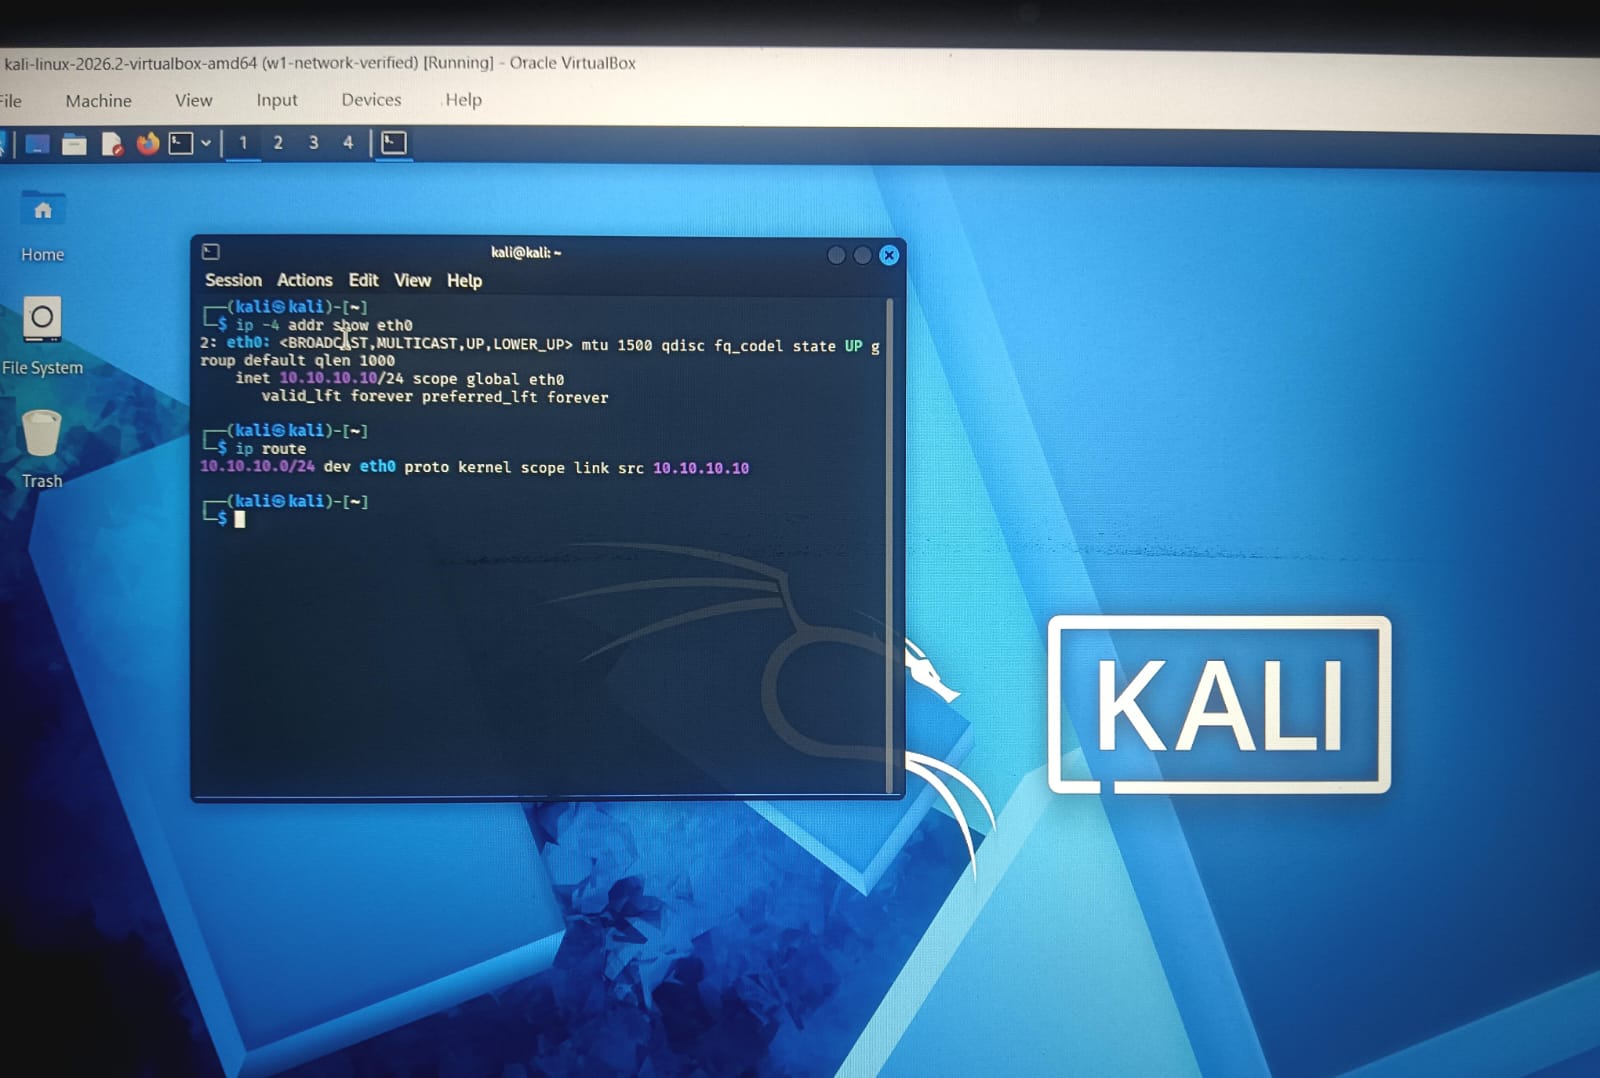 kali-linux-2026.2-virtualbox-amd64 (w1-network-verified) [Running] - Oracle VirtualBox
File Machine View Input Devices Help
1 2 3 4
Home
File System
Trash
kali@kali: ~
Session Actions Edit View Help
┌──(kali㉿kali)-[~]
└─$ ip -4 addr show eth0
2: eth0: <BROADCAST,MULTICAST,UP,LOWER_UP> mtu 1500 qdisc fq_codel state UP g
roup default qlen 1000
    inet 10.10.10.10/24 scope global eth0
       valid_lft forever preferred_lft forever
┌──(kali㉿kali)-[~]
└─$ ip route
10.10.10.0/24 dev eth0 proto kernel scope link src 10.10.10.10
┌──(kali㉿kali)-[~]
└─$
KALI